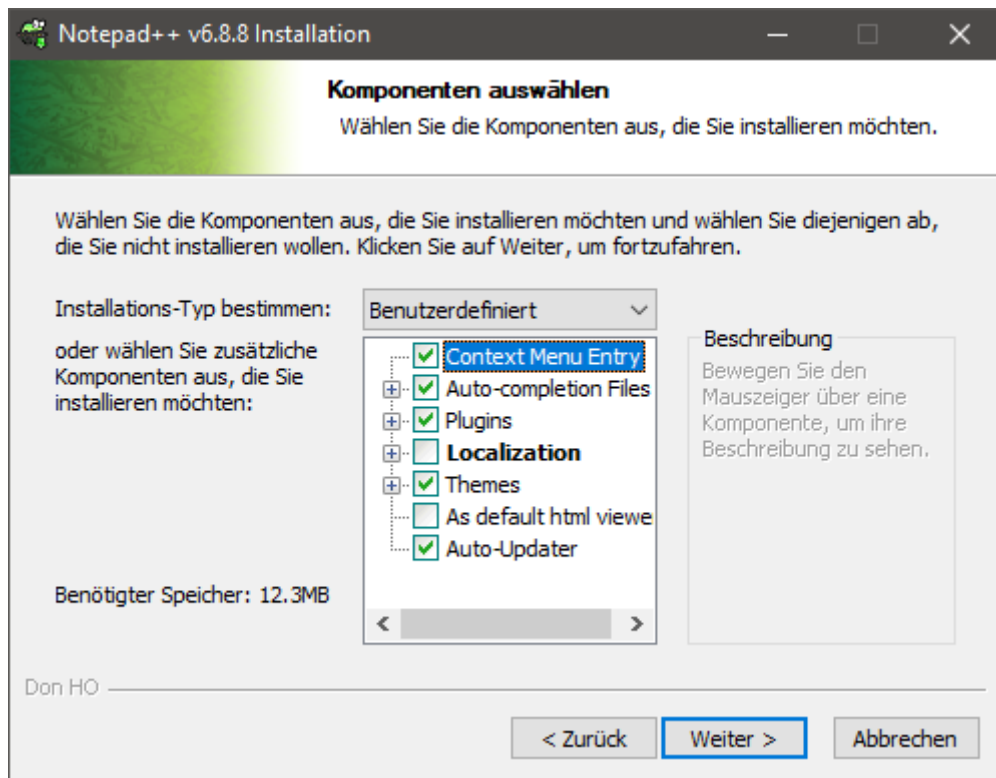 Notepad++ v6.8.8 Installation
Komponenten auswählen
Wählen Sie die Komponenten aus, die Sie installieren möchten.
Wählen Sie die Komponenten aus, die Sie installieren möchten und wählen Sie diejenigen ab,
die Sie nicht installieren wollen. Klicken Sie auf Weiter, um fortzufahren.
Installations-Typ bestimmen:
Benutzerdefiniert
oder wählen Sie zusätzliche
Komponenten aus, die Sie
installieren möchten:
Context Menu Entry
Auto-completion Files
Plugins
Localization
Themes
As default html viewe
Auto-Updater
Beschreibung
Bewegen Sie den
Mauszeiger über eine
Komponente, um ihre
Beschreibung zu sehen.
Benötigter Speicher: 12.3MB
Don HO
< Zurück
Weiter >
Abbrechen